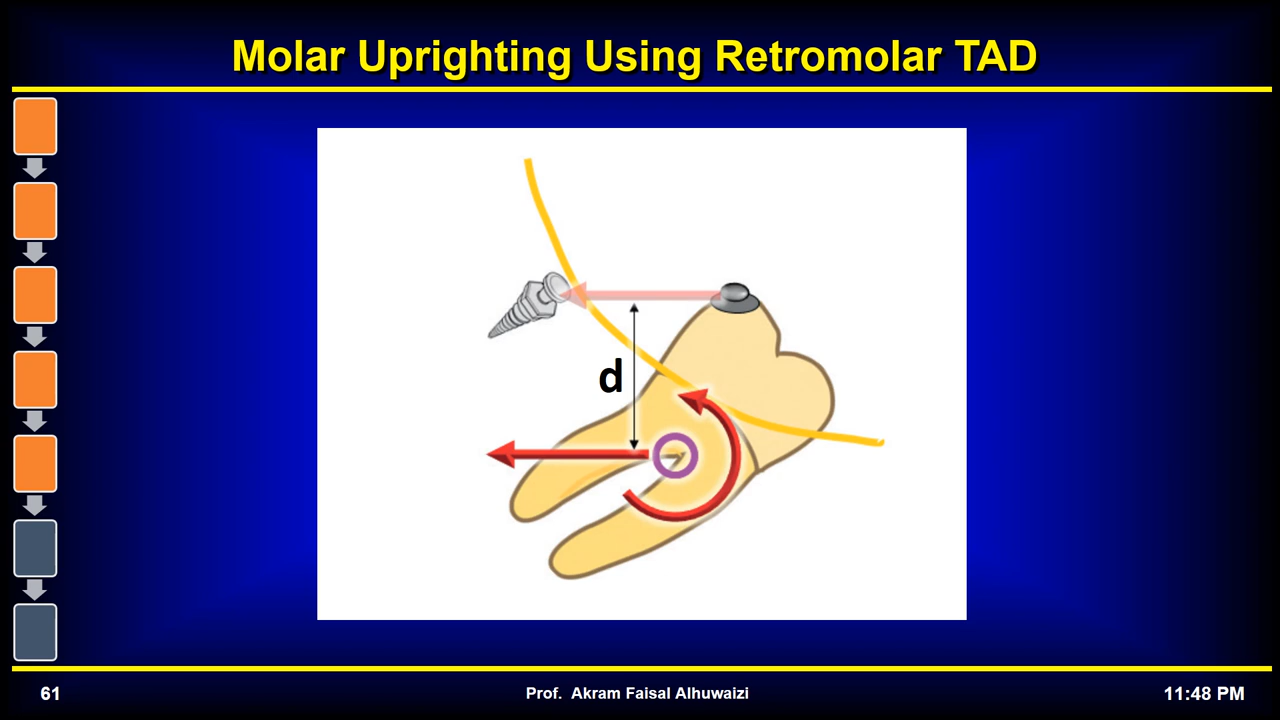 Molar Uprighting Using Retromolar TAD
d
61
Prof. Akram Faisal Alhuwaizi
11:48 PM